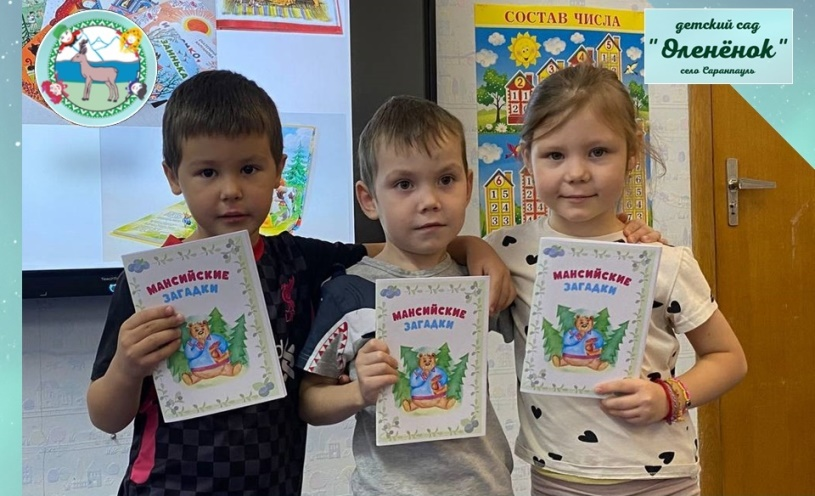 СОСТАВ ЧИСЛА
детский сад
"Оленёнок"
село Саранпауль
МАНСИЙСКИЕ
ЗАГАДКИ
МАНСИЙСКИЕ
ЗАГАДКИ
МАНСИЙСКИЕ
ЗАГАДКИ